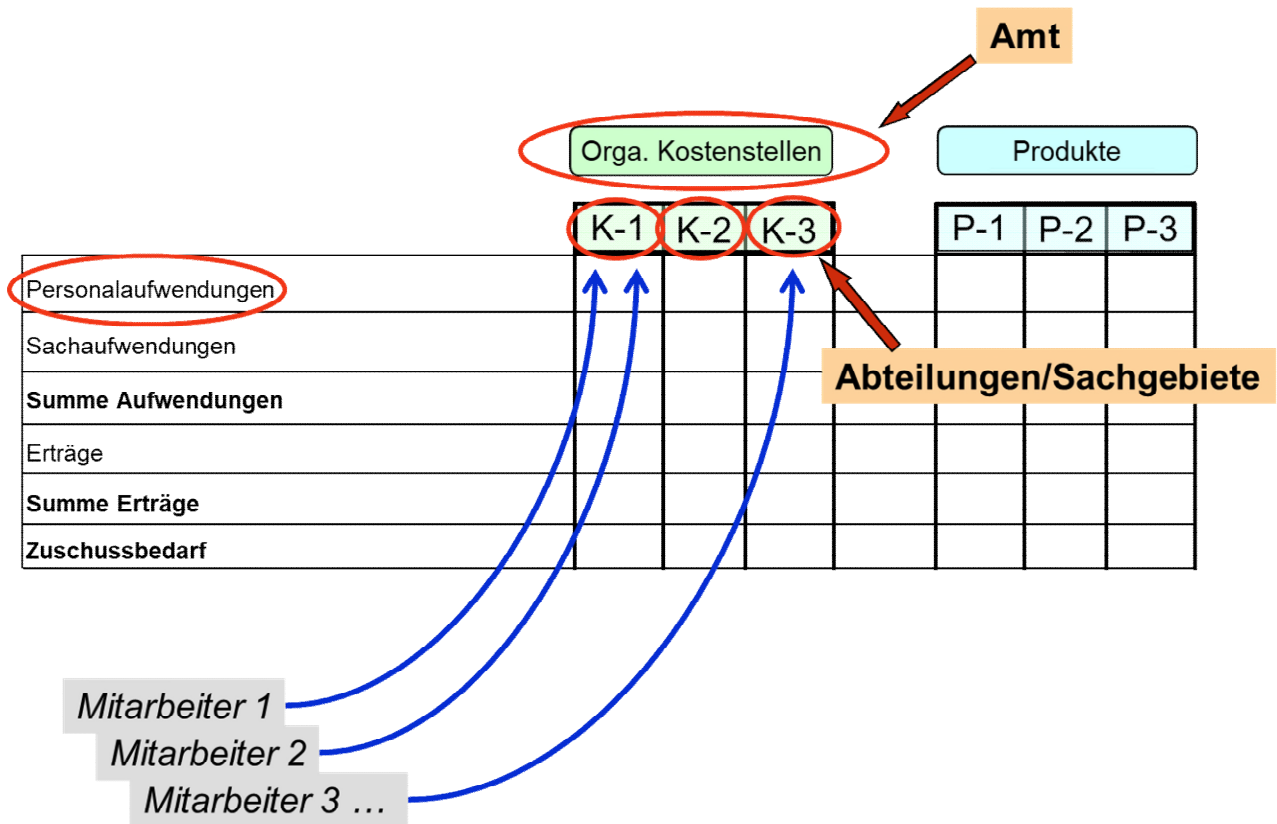 Amt
Orga. Kostenstellen
Produkte
K-1 K-2 K-3 P-1 P-2 P-3
Personalaufwendungen
Sachaufwendungen
Abteilungen/Sachgebiete
Summe Aufwendungen
Erträge
Summe Erträge
Zuschussbedarf
Mitarbeiter 1
Mitarbeiter 2
Mitarbeiter 3 ...